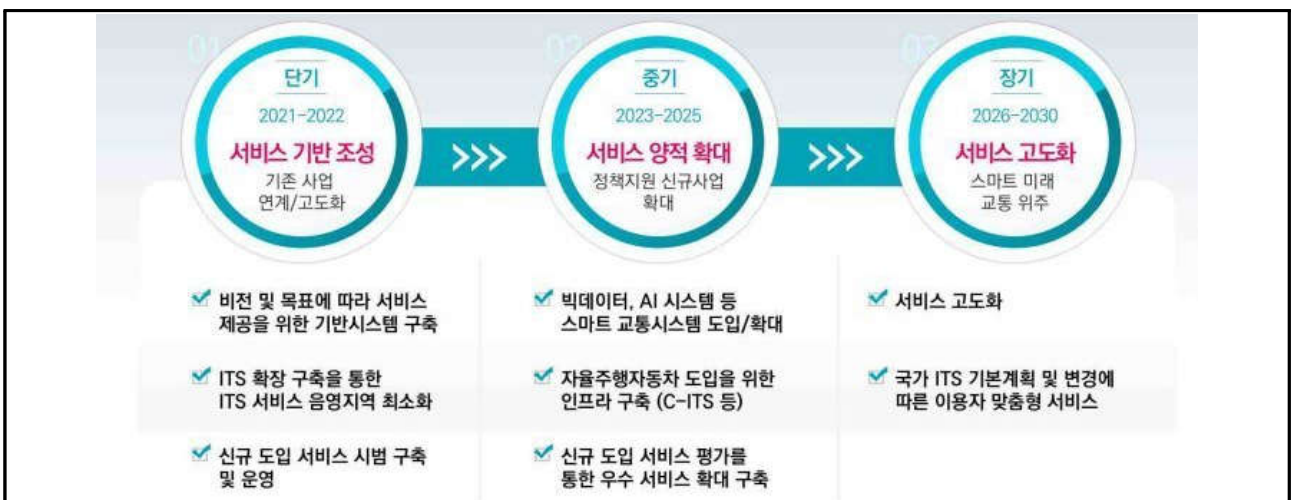 01
단기
2021-2022
서비스 기반 조성
기존 사업
연계/고도화
>>>
02
중기
2023-2025
서비스 양적 확대
정책지원 신규사업
확대
>>>
03
장기
2026-2030
서비스 고도화
스마트 미래
교통 위주
비전 및 목표에 따라 서비스
제공을 위한 기반시스템 구축
ITS 확장 구축을 통한
ITS 서비스 음영지역 최소화
신규 도입 서비스 시범 구축
및 운영
빅데이터, AI 시스템 등
스마트 교통시스템 도입/확대
자율주행자동차 도입을 위한
인프라 구축 (C-ITS 등)
신규 도입 서비스 평가를
통한 우수 서비스 확대 구축
서비스 고도화
국가 ITS 기본계획 및 변경에
따른 이용자 맞춤형 서비스